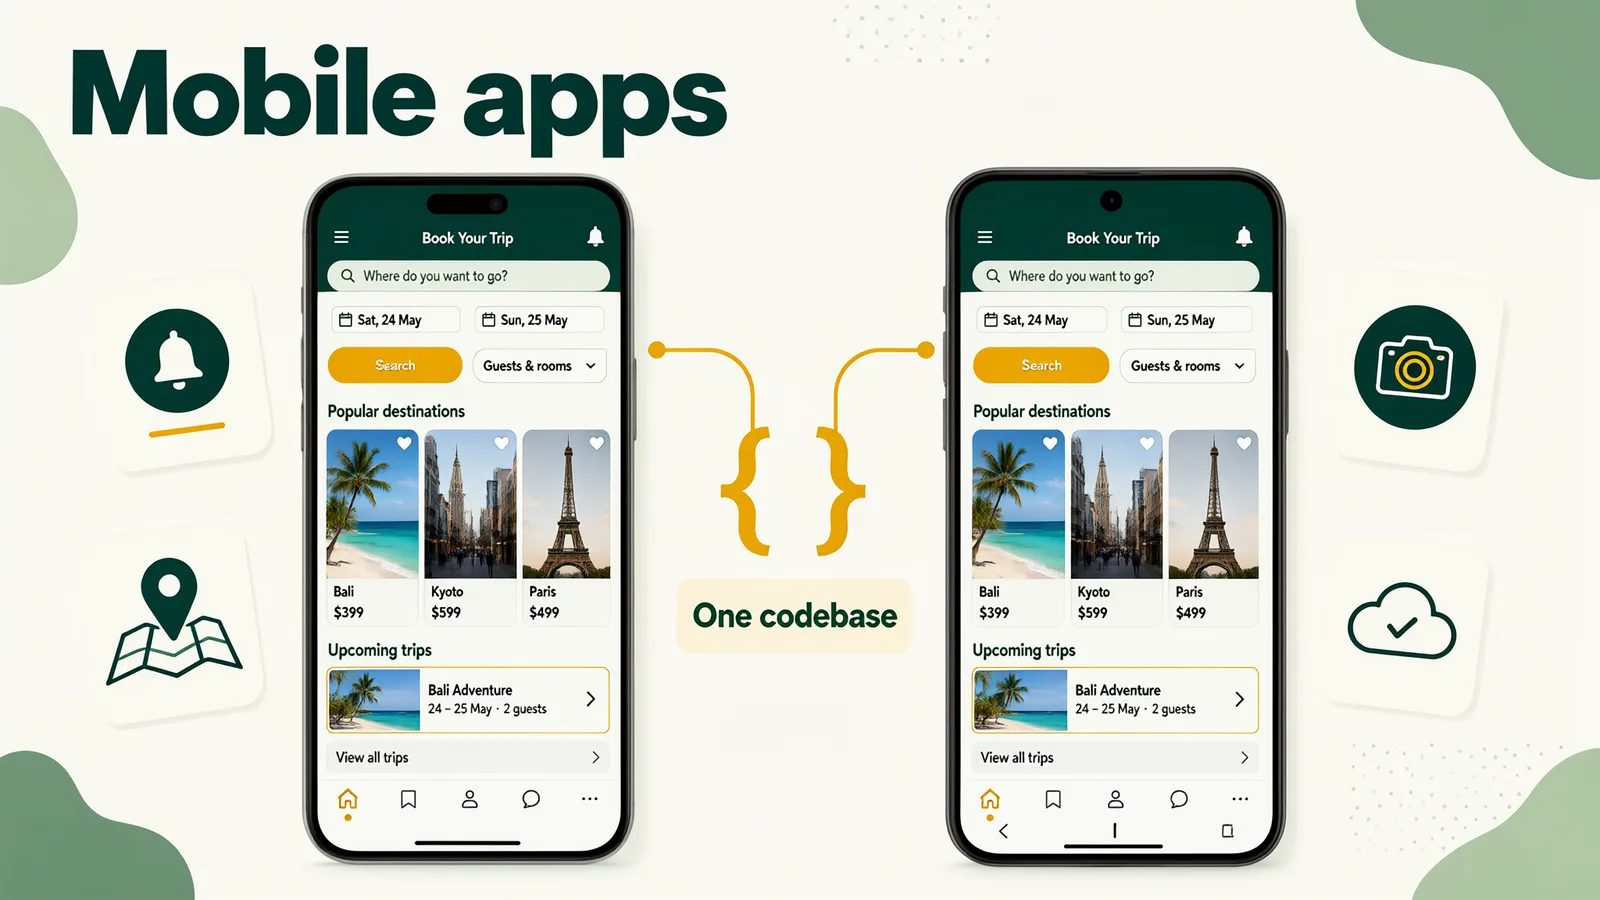 Mobile apps
Book Your Trip
Where do you want to go?
Sat, 24 May
Sun, 25 May
Search
Guests & rooms
Popular destinations
Bali
$399
Kyoto
$599
Paris
$499
Upcoming trips
Bali Adventure
24 – 25 May · 2 guests
View all trips
{ }
One codebase
Book Your Trip
Where do you want to go?
Sat, 24 May
Sun, 25 May
Search
Guests & rooms
Popular destinations
Bali
$399
Kyoto
$599
Paris
$499
Upcoming trips
Bali Adventure
24 – 25 May · 2 guests
View all trips